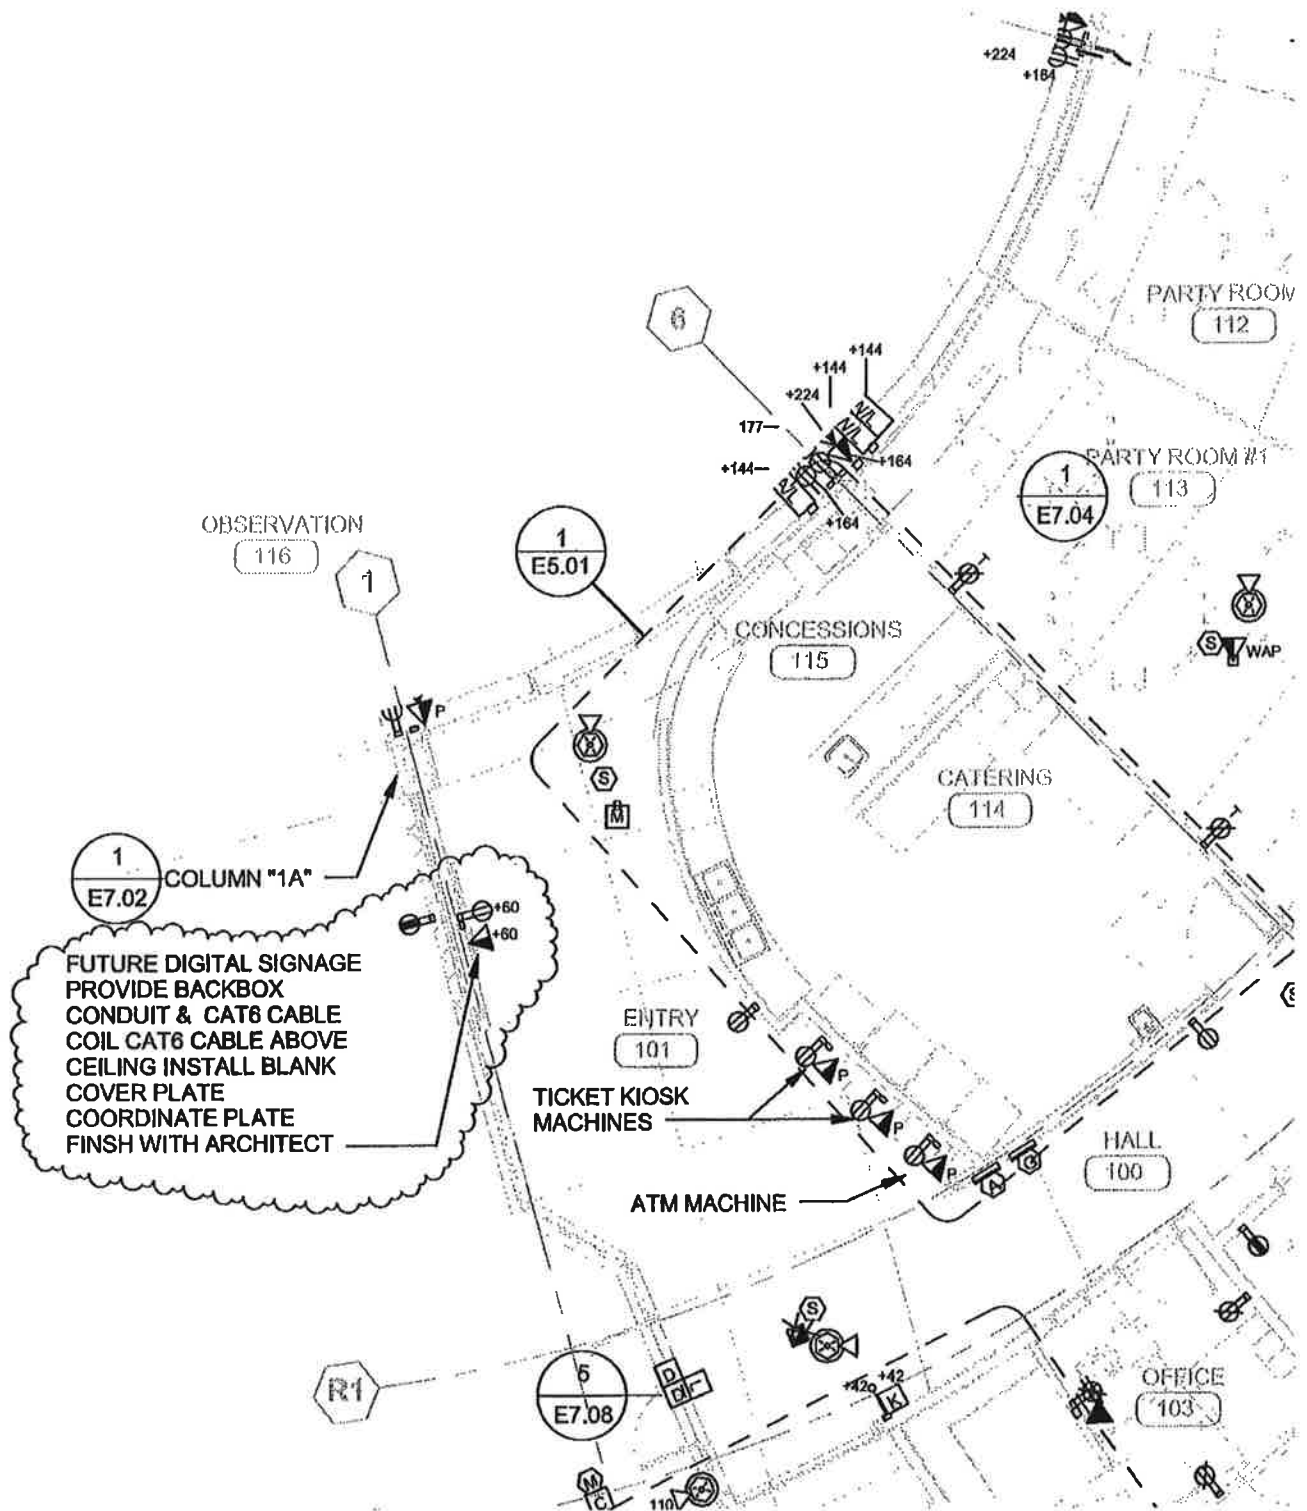 +224
+184
PARTY ROOM
112
6
+144
+144
+224
N/L
N/L
177
+144
+164
+164
PARTY ROOM #1
113
1
E7.04
OBSERVATION
116
1
E5.01
1
T
CONCESSIONS
115
S
WAP
P
CATERING
114
S
M
T
1
E7.02
COLUMN "1A"
+60
+60
FUTURE DIGITAL SIGNAGE
PROVIDE BACKBOX
CONDUIT & CAT6 CABLE
COIL CAT6 CABLE ABOVE
CEILING INSTALL BLANK
COVER PLATE
COORDINATE PLATE
FINSH WITH ARCHITECT
S
ENTRY
101
TICKET KIOSK
MACHINES
P
P
P
HALL
100
ATM MACHINE
A
S
R1
5
E7.08
D
D
+42
+42
K
OFFICE
103
M
C
110